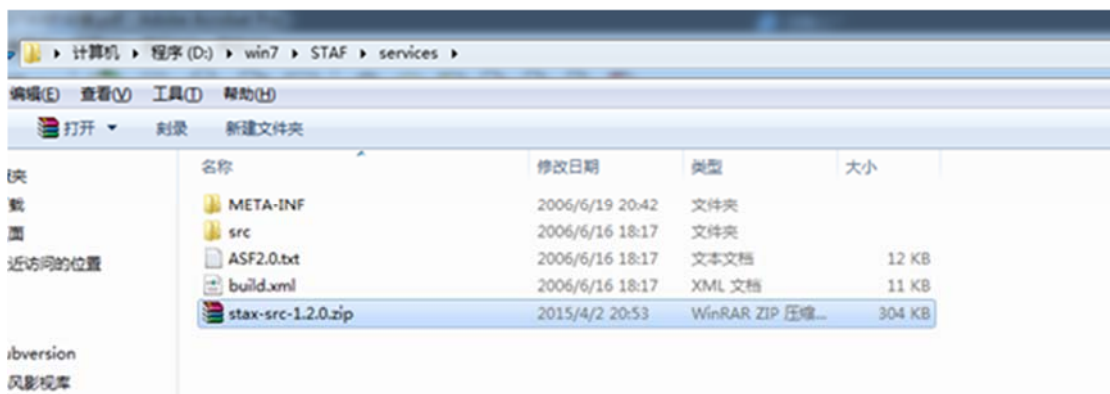 计算机 程序 (D:) win7 STAF services
编辑(E) 查看(V) 工具(T) 帮助(H)
打开 刻录 新建文件夹
名称 修改日期 类型 大小
META-INF 2006/6/19 20:42 文件夹
src 2006/6/16 18:17 文件夹
近访问的位置 ASF2.0.txt 2006/6/16 18:17 文本文档 12 KB
build.xml 2006/6/16 18:17 XML 文档 11 KB
stax-src-1.2.0.zip 2015/4/2 20:53 WinRAR ZIP 压缩... 304 KB
bversion
风影视库